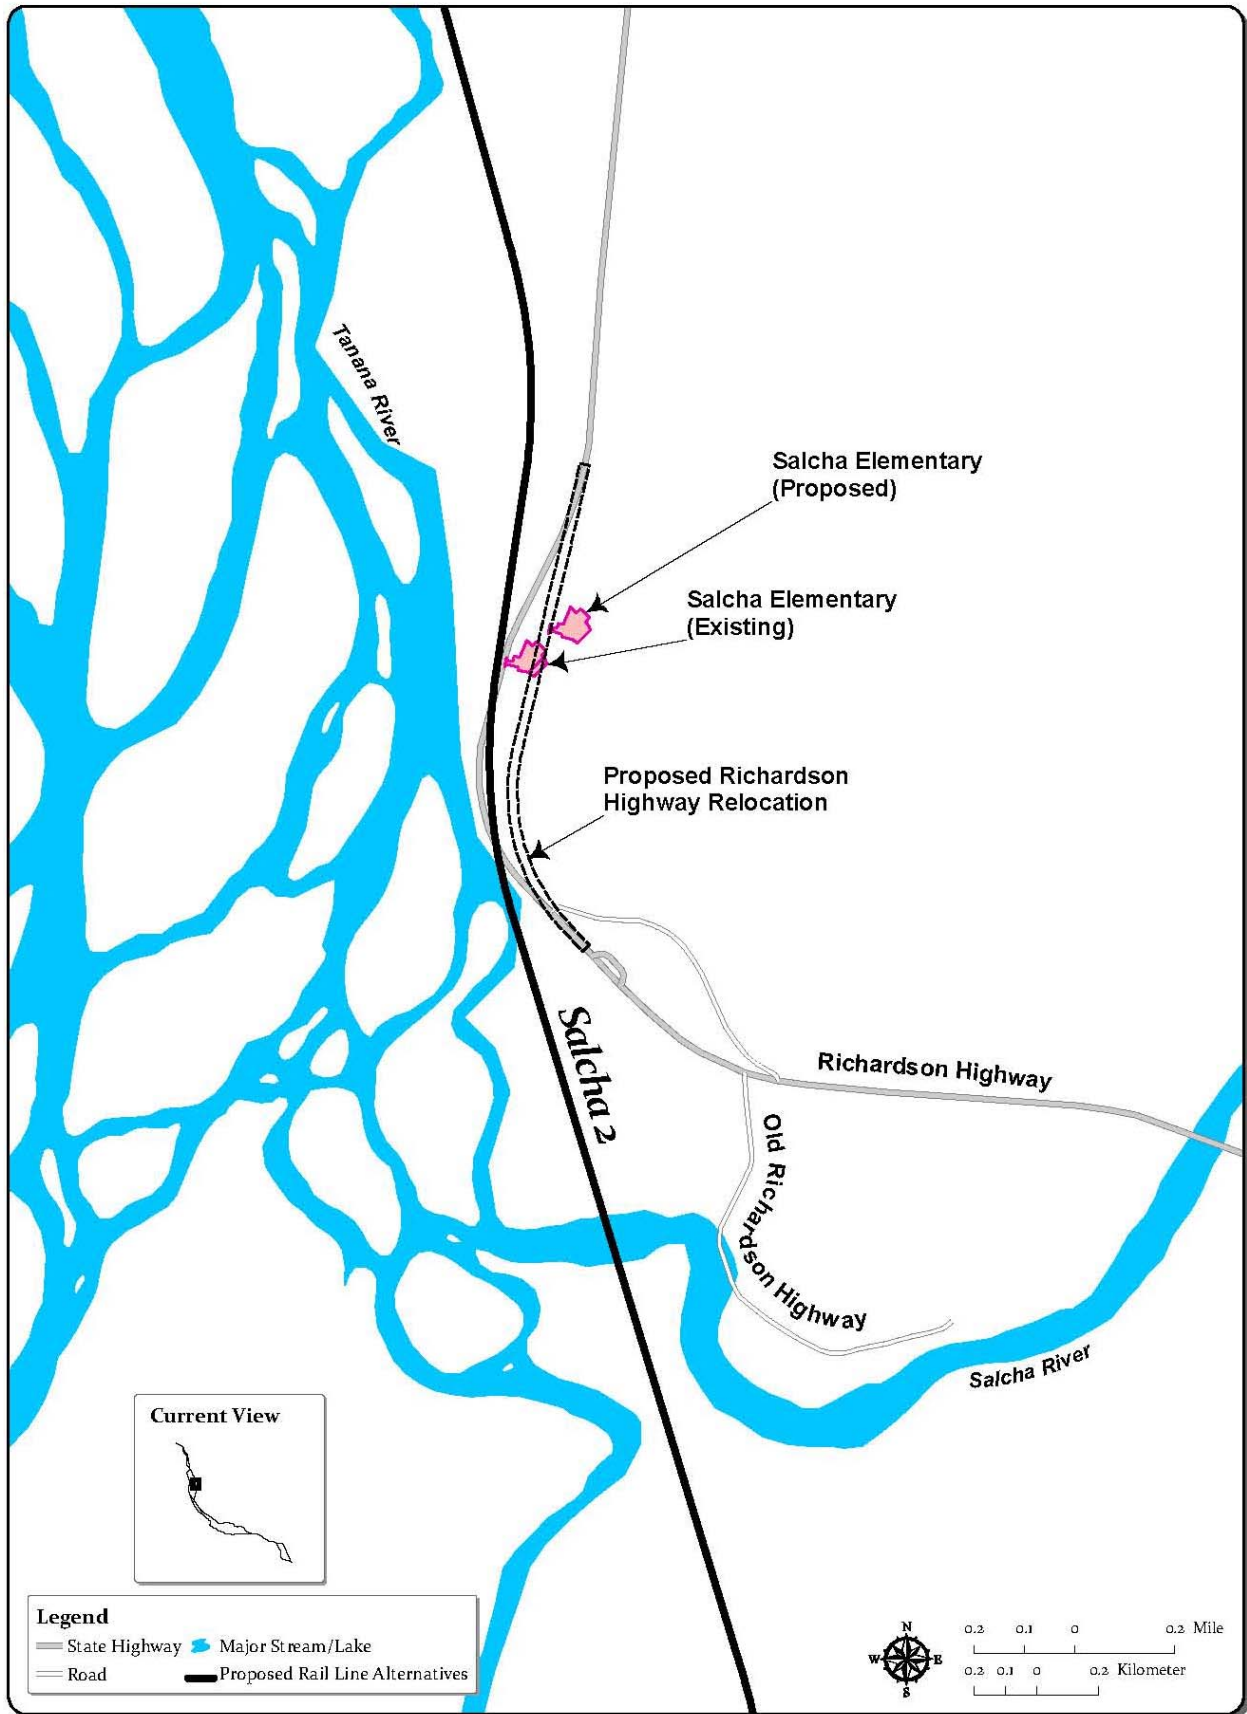 Tanana River
Salcha Elementary
(Proposed)
Salcha Elementary
(Existing)
Proposed Richardson
Highway Relocation
Salcha 2
Richardson Highway
Old Richardson Highway
Salcha River
Current View
Legend
State Highway
Major Stream/Lake
Road
Proposed Rail Line Alternatives
N
W
E
S
0.2 0.1 0 0.2 Mile
0.2 0.1 0 0.2 Kilometer